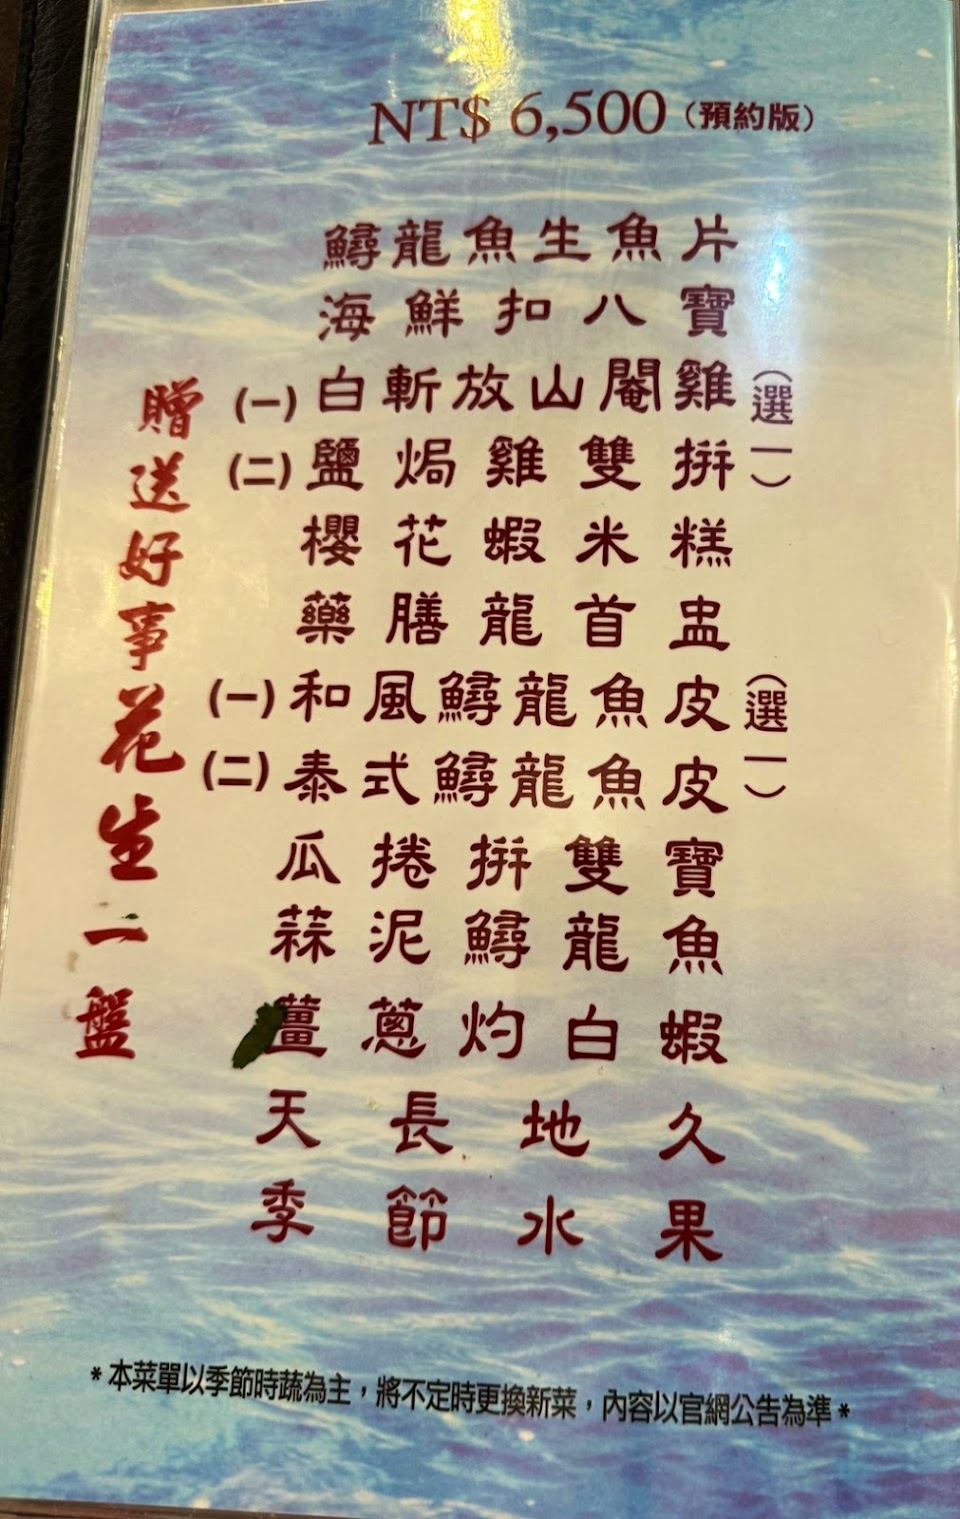 NT$ 6,500（預約版）
鱘龍魚生魚片
海鮮扣八寶
(一)白斬放山閹雞（選一）
(二)鹽焗雞雙拼
櫻花蝦米糕
藥膳龍首盅
(一)和風鱘龍魚皮（選一）
(二)泰式鱘龍魚皮
瓜捲拼雙寶
蒜泥鱘龍魚
薑蔥灼白蝦
天長地久
季節水果
贈送好事花生一盤
*本菜單以季節時蔬為主，將不定時更換新菜，內容以官網公告為準*